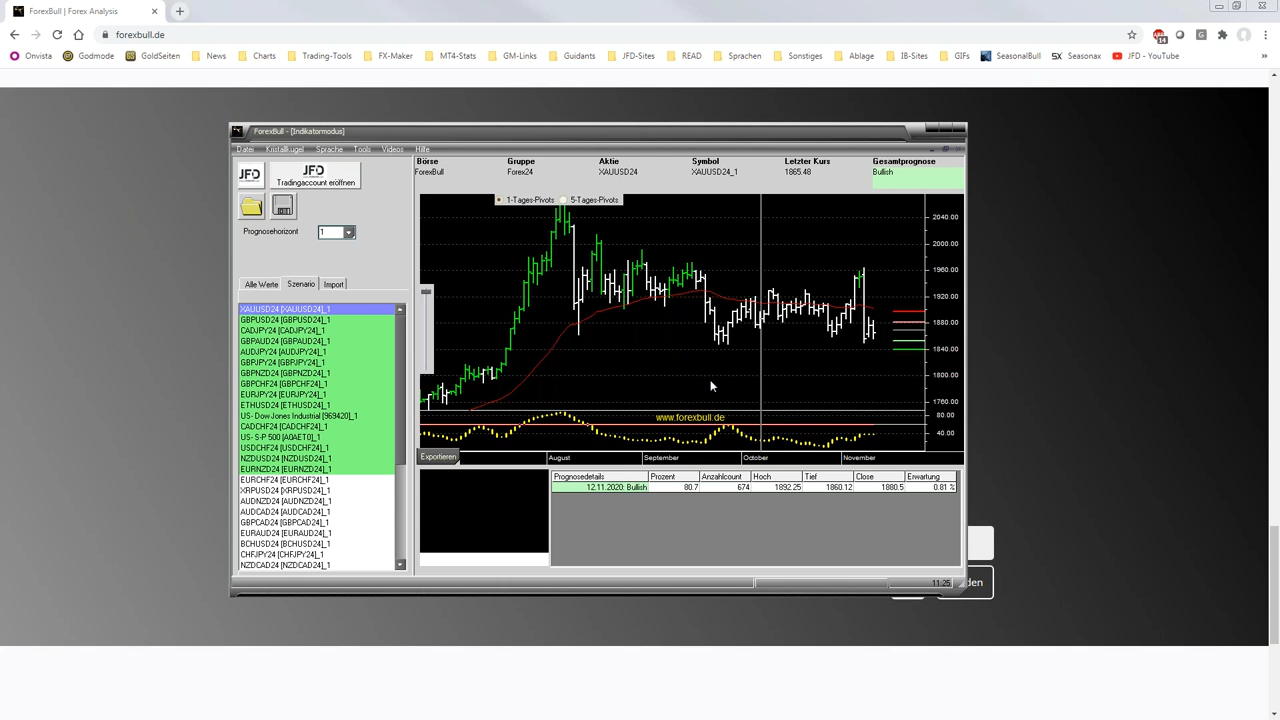 ForexBull | Forex Analysis
forexbull.de
14
Onvista Godmode GoldSeiten News Charts Trading-Tools FX-Maker MT4-Stats GM-Links Guidants JFD-Sites READ Sprachen Sonstiges Ablage IB-Sites GIFs SeasonalBull SX Seasonax JFD - YouTube »
ForexBull - [Indikatormodus]
Datei Kristallkugel Sprache Tools Videos Hilfe
Börse Gruppe Aktie Symbol Letzter Kurs Gesamtprognose
ForexBull Forex24 XAUUSD24 XAUUSD24_1 1865.48 Bullish
JFD
JFD
Tradingaccount eröffnen
Prognosehorizont 1
Alle Werte Szenario Import
XAUUSD24 [XAUUSD24]_1
GBPUSD24 [GBPUSD24]_1
CADJPY24 [CADJPY24]_1
GBPAUD24 [GBPAUD24]_1
AUDJPY24 [AUDJPY24]_1
GBPJPY24 [GBPJPY24]_1
GBPNZD24 [GBPNZD24]_1
GBPCHF24 [GBPCHF24]_1
EURJPY24 [EURJPY24]_1
ETHUSD24 [ETHUSD24]_1
US- Dow Jones Industrial [969420]_1
CADCHF24 [CADCHF24]_1
US- S-P 500 [A0AET0]_1
USDCHF24 [USDCHF24]_1
NZDUSD24 [NZDUSD24]_1
EURNZD24 [EURNZD24]_1
EURCHF24 [EURCHF24]_1
XRPUSD24 [XRPUSD24]_1
AUDNZD24 [AUDNZD24]_1
AUDCAD24 [AUDCAD24]_1
GBPCAD24 [GBPCAD24]_1
EURAUD24 [EURAUD24]_1
BCHUSD24 [BCHUSD24]_1
CHFJPY24 [CHFJPY24]_1
NZDCAD24 [NZDCAD24]_1
1-Tages-Pivots 5-Tages-Pivots
2040.00
2000.00
1960.00
1920.00
1880.00
1840.00
1800.00
1760.00
80.00
40.00
www.forexbull.de
Exportieren August September October November
Prognosedetails Prozent Anzahlcount Hoch Tief Close Erwartung
12.11.2020: Bullish 80.7 674 1892.25 1860.12 1880.5 0.81 %
11:25
den